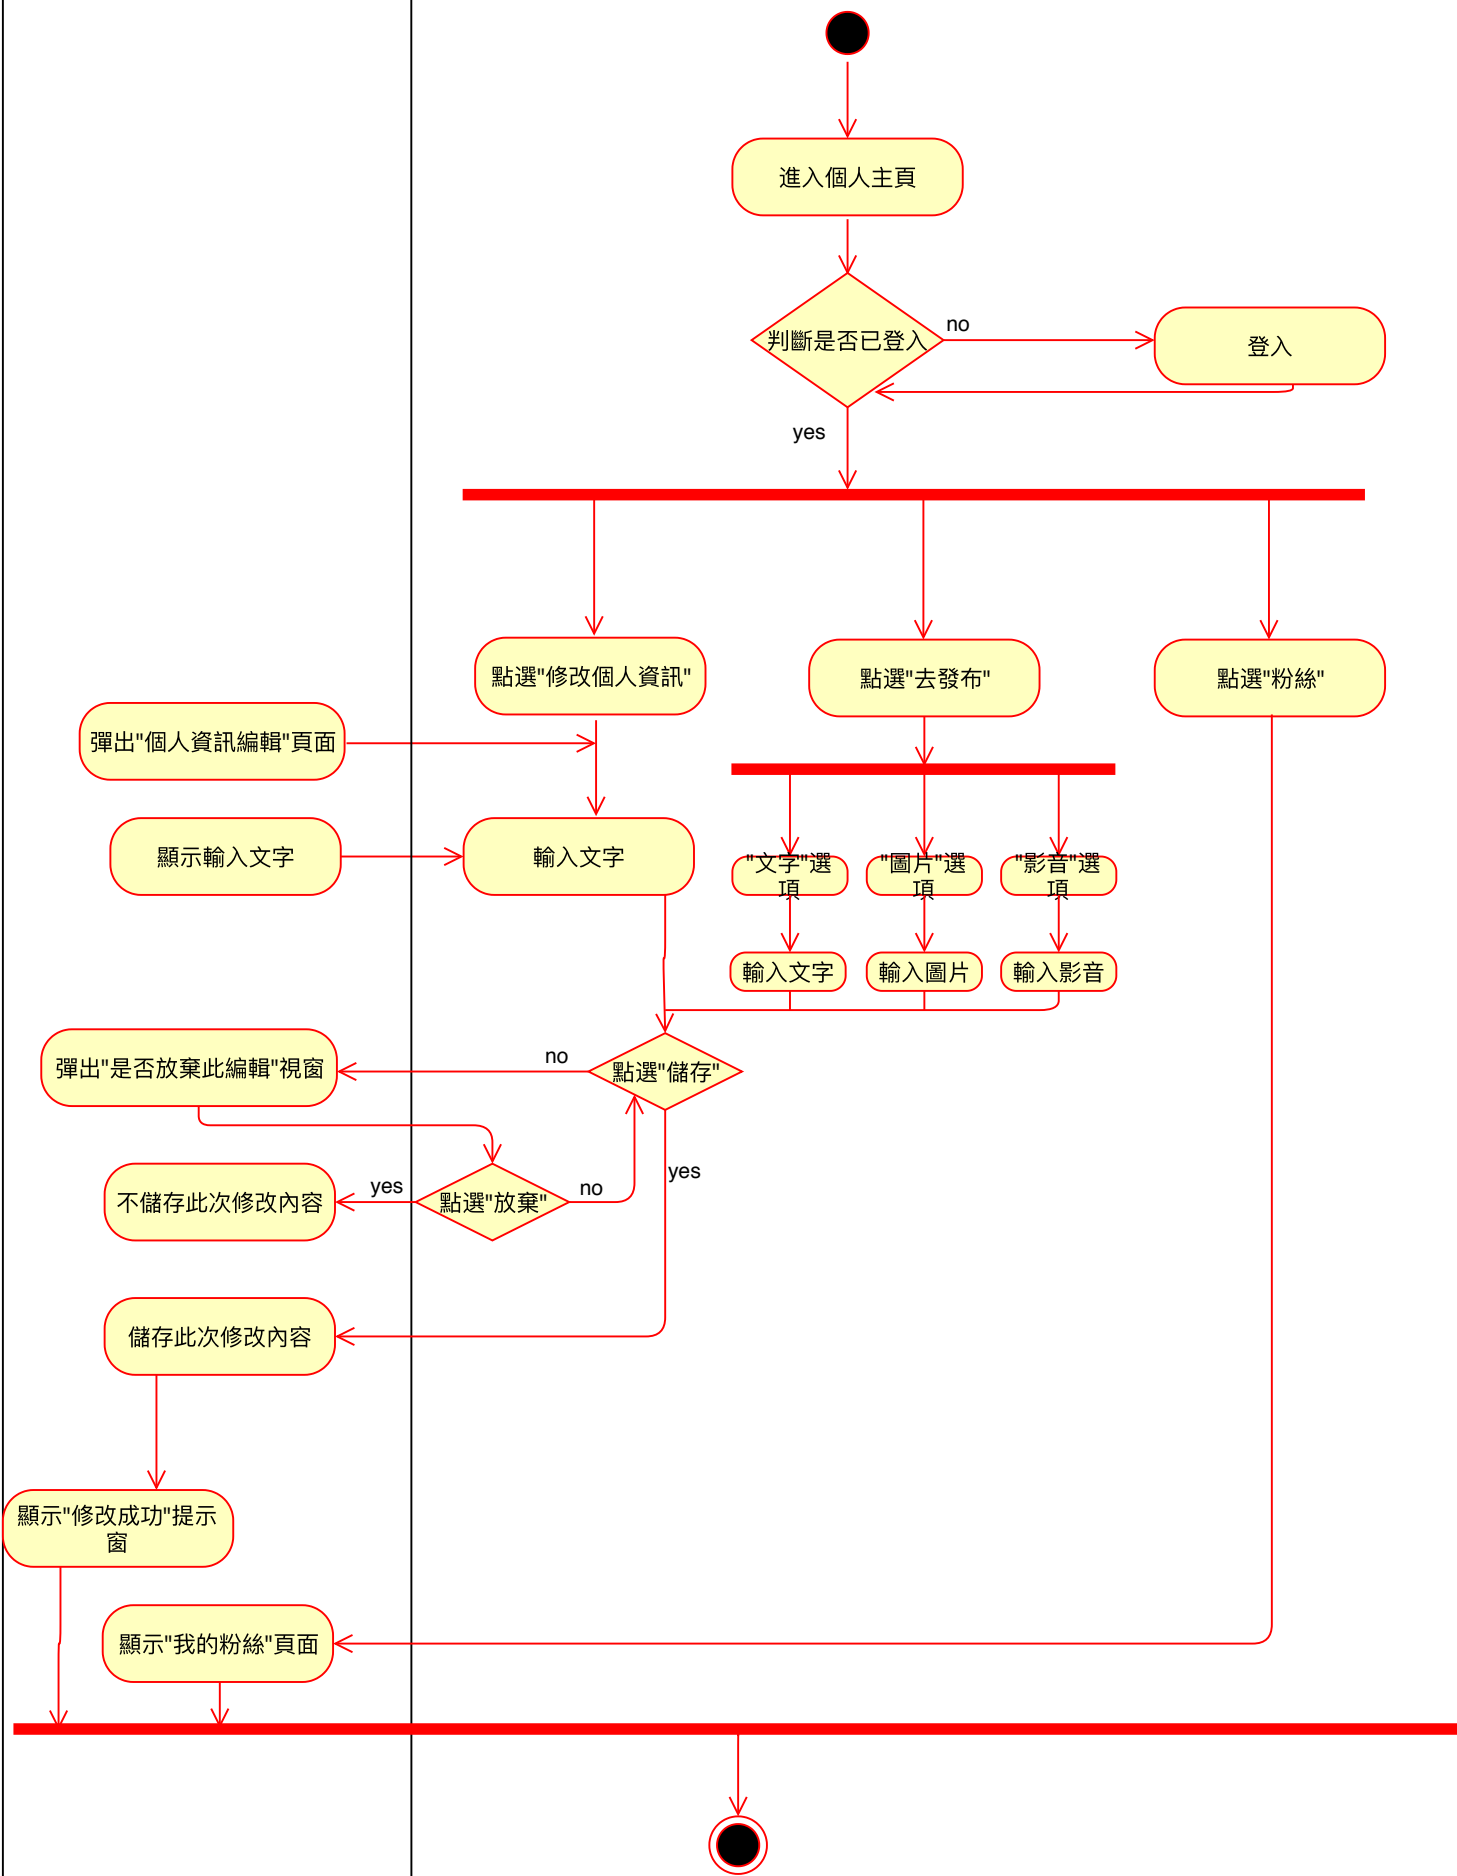 進入個人主頁
判斷是否已登入
no
登入
yes
點選"修改個人資訊"
點選"去發布"
點選"粉絲"
彈出"個人資訊編輯"頁面
顯示輸入文字
輸入文字
"文字"選
項
"圖片"選
項
"影音"選
項
輸入文字
輸入圖片
輸入影音
彈出"是否放棄此編輯"視窗
no
點選"儲存"
不儲存此次修改內容
yes
點選"放棄"
no
yes
儲存此次修改內容
顯示"修改成功"提示
窗
顯示"我的粉絲"頁面